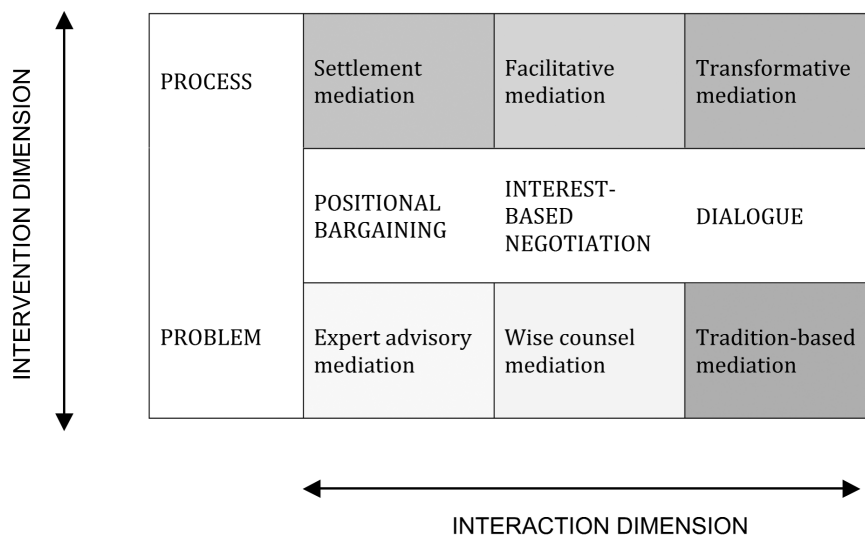 INTERVENTION DIMENSION
PROCESS
Settlement
mediation
Facilitative
mediation
Transformative
mediation
POSITIONAL
BARGAINING
INTEREST-
BASED
NEGOTIATION
DIALOGUE
PROBLEM
Expert advisory
mediation
Wise counsel
mediation
Tradition-based
mediation
INTERACTION DIMENSION